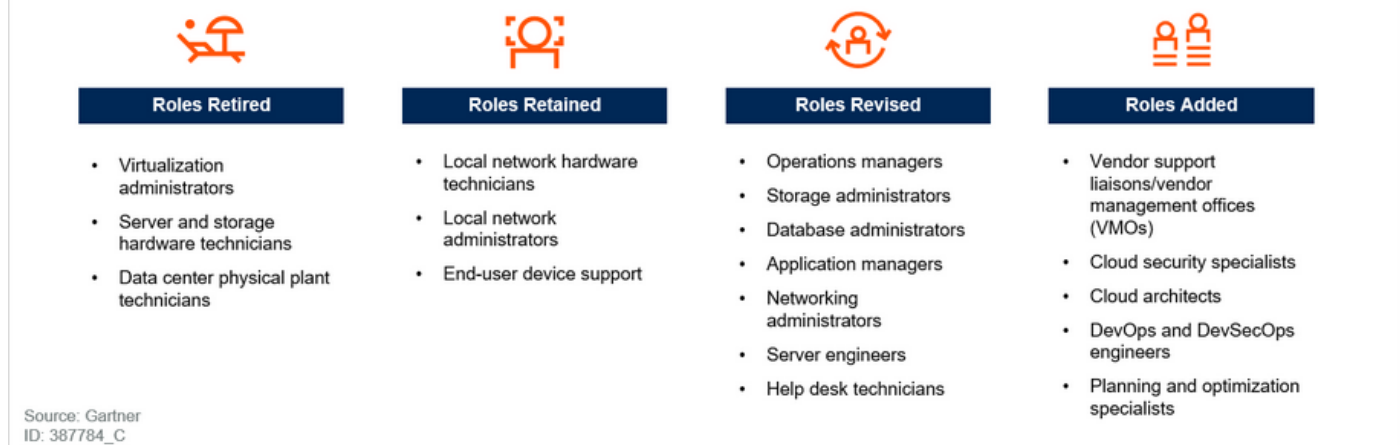 Roles Retired
• Virtualization
administrators
• Server and storage
hardware technicians
• Data center physical plant
technicians
Roles Retained
• Local network hardware
technicians
• Local network
administrators
• End-user device support
Roles Revised
• Operations managers
• Storage administrators
• Database administrators
• Application managers
• Networking
administrators
• Server engineers
• Help desk technicians
Roles Added
• Vendor support
liaisons/vendor
management offices
(VMOs)
• Cloud security specialists
• Cloud architects
• DevOps and DevSecOps
engineers
• Planning and optimization
specialists
Source: Gartner
ID: 387784_C